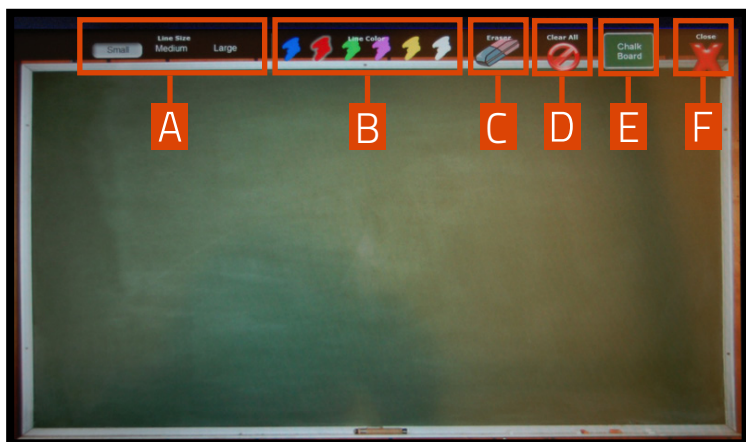 Line Size
Small Medium Large
Line Color
Eraser
Clear All
Chalk
Board
Close
A
B
C
D
E
F